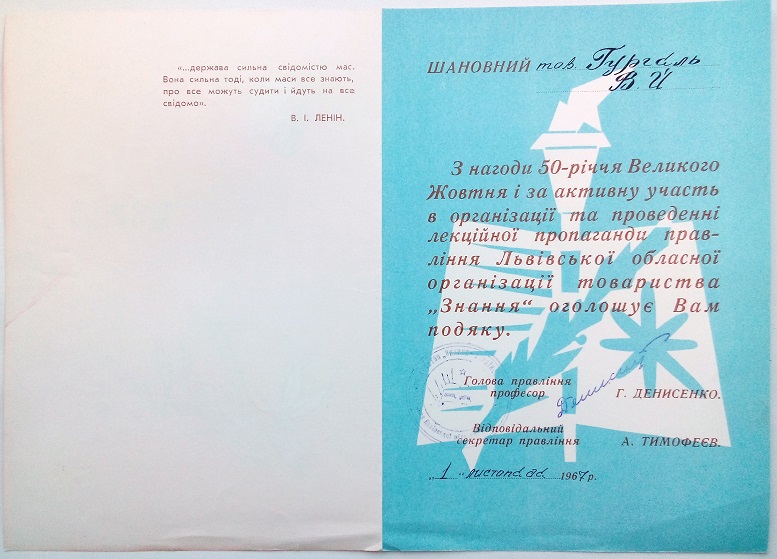 «...держава сильна свідомістю мас.
Вона сильна тоді, коли маси все знають,
про все можуть судити і йдуть на все
свідомо».
В. І. ЛЕНІН.
ШАНОВНИЙ тов. Гургаль
В. Й
З нагоди 50-річчя Великого
Жовтня і за активну участь
в організації та проведенні
лекційної пропаганди прав-
ління Львівської обласної
організації товариства
„Знання“ оголошує Вам
подяку.
Голова правління
професор Г. ДЕНИСЕНКО.
Відповідальний
секретар правління А. ТИМОФЕЄВ.
„1“ листопада 1967 р.